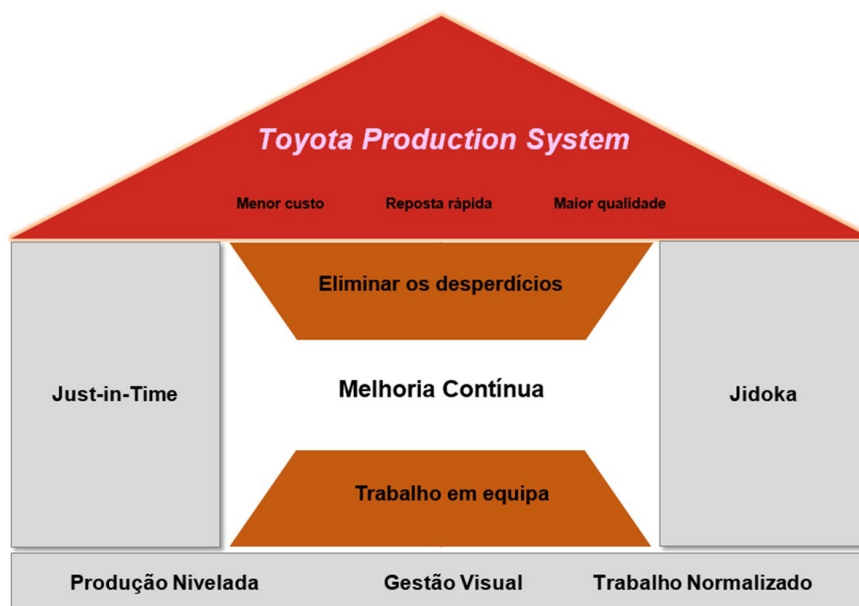 Toyota Production System
Menor custo Reposta rápida Maior qualidade
Eliminar os desperdícios
Just-in-Time Melhoria Contínua Jidoka
Trabalho em equipa
Produção Nivelada Gestão Visual Trabalho Normalizado